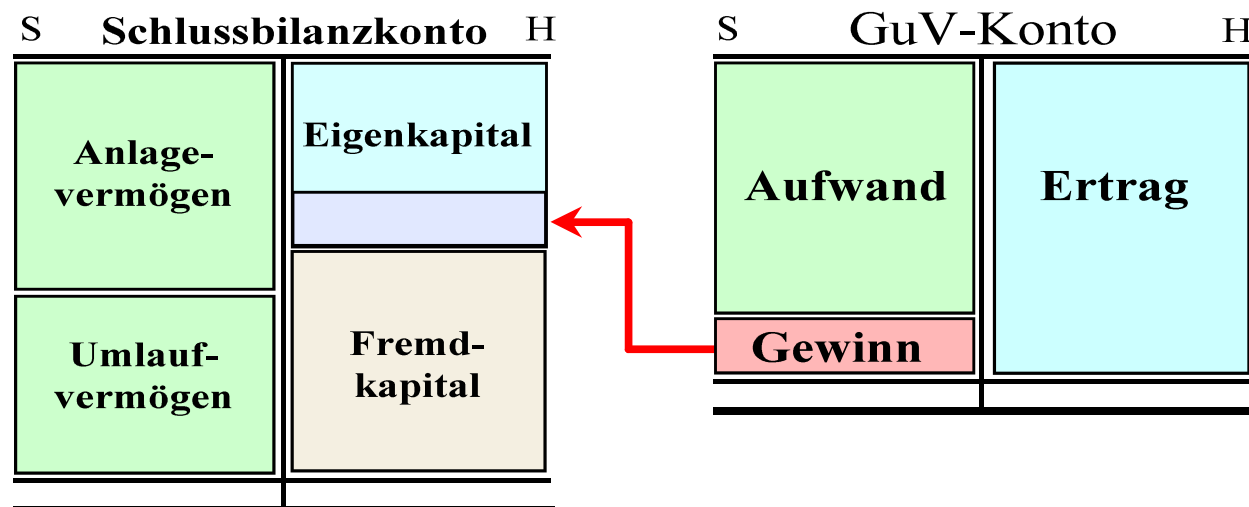 S Schlussbilanzkonto H
Anlage-
vermögen
Umlauf-
vermögen
Eigenkapital
Fremd-
kapital
S GuV-Konto H
Aufwand
Gewinn
Ertrag